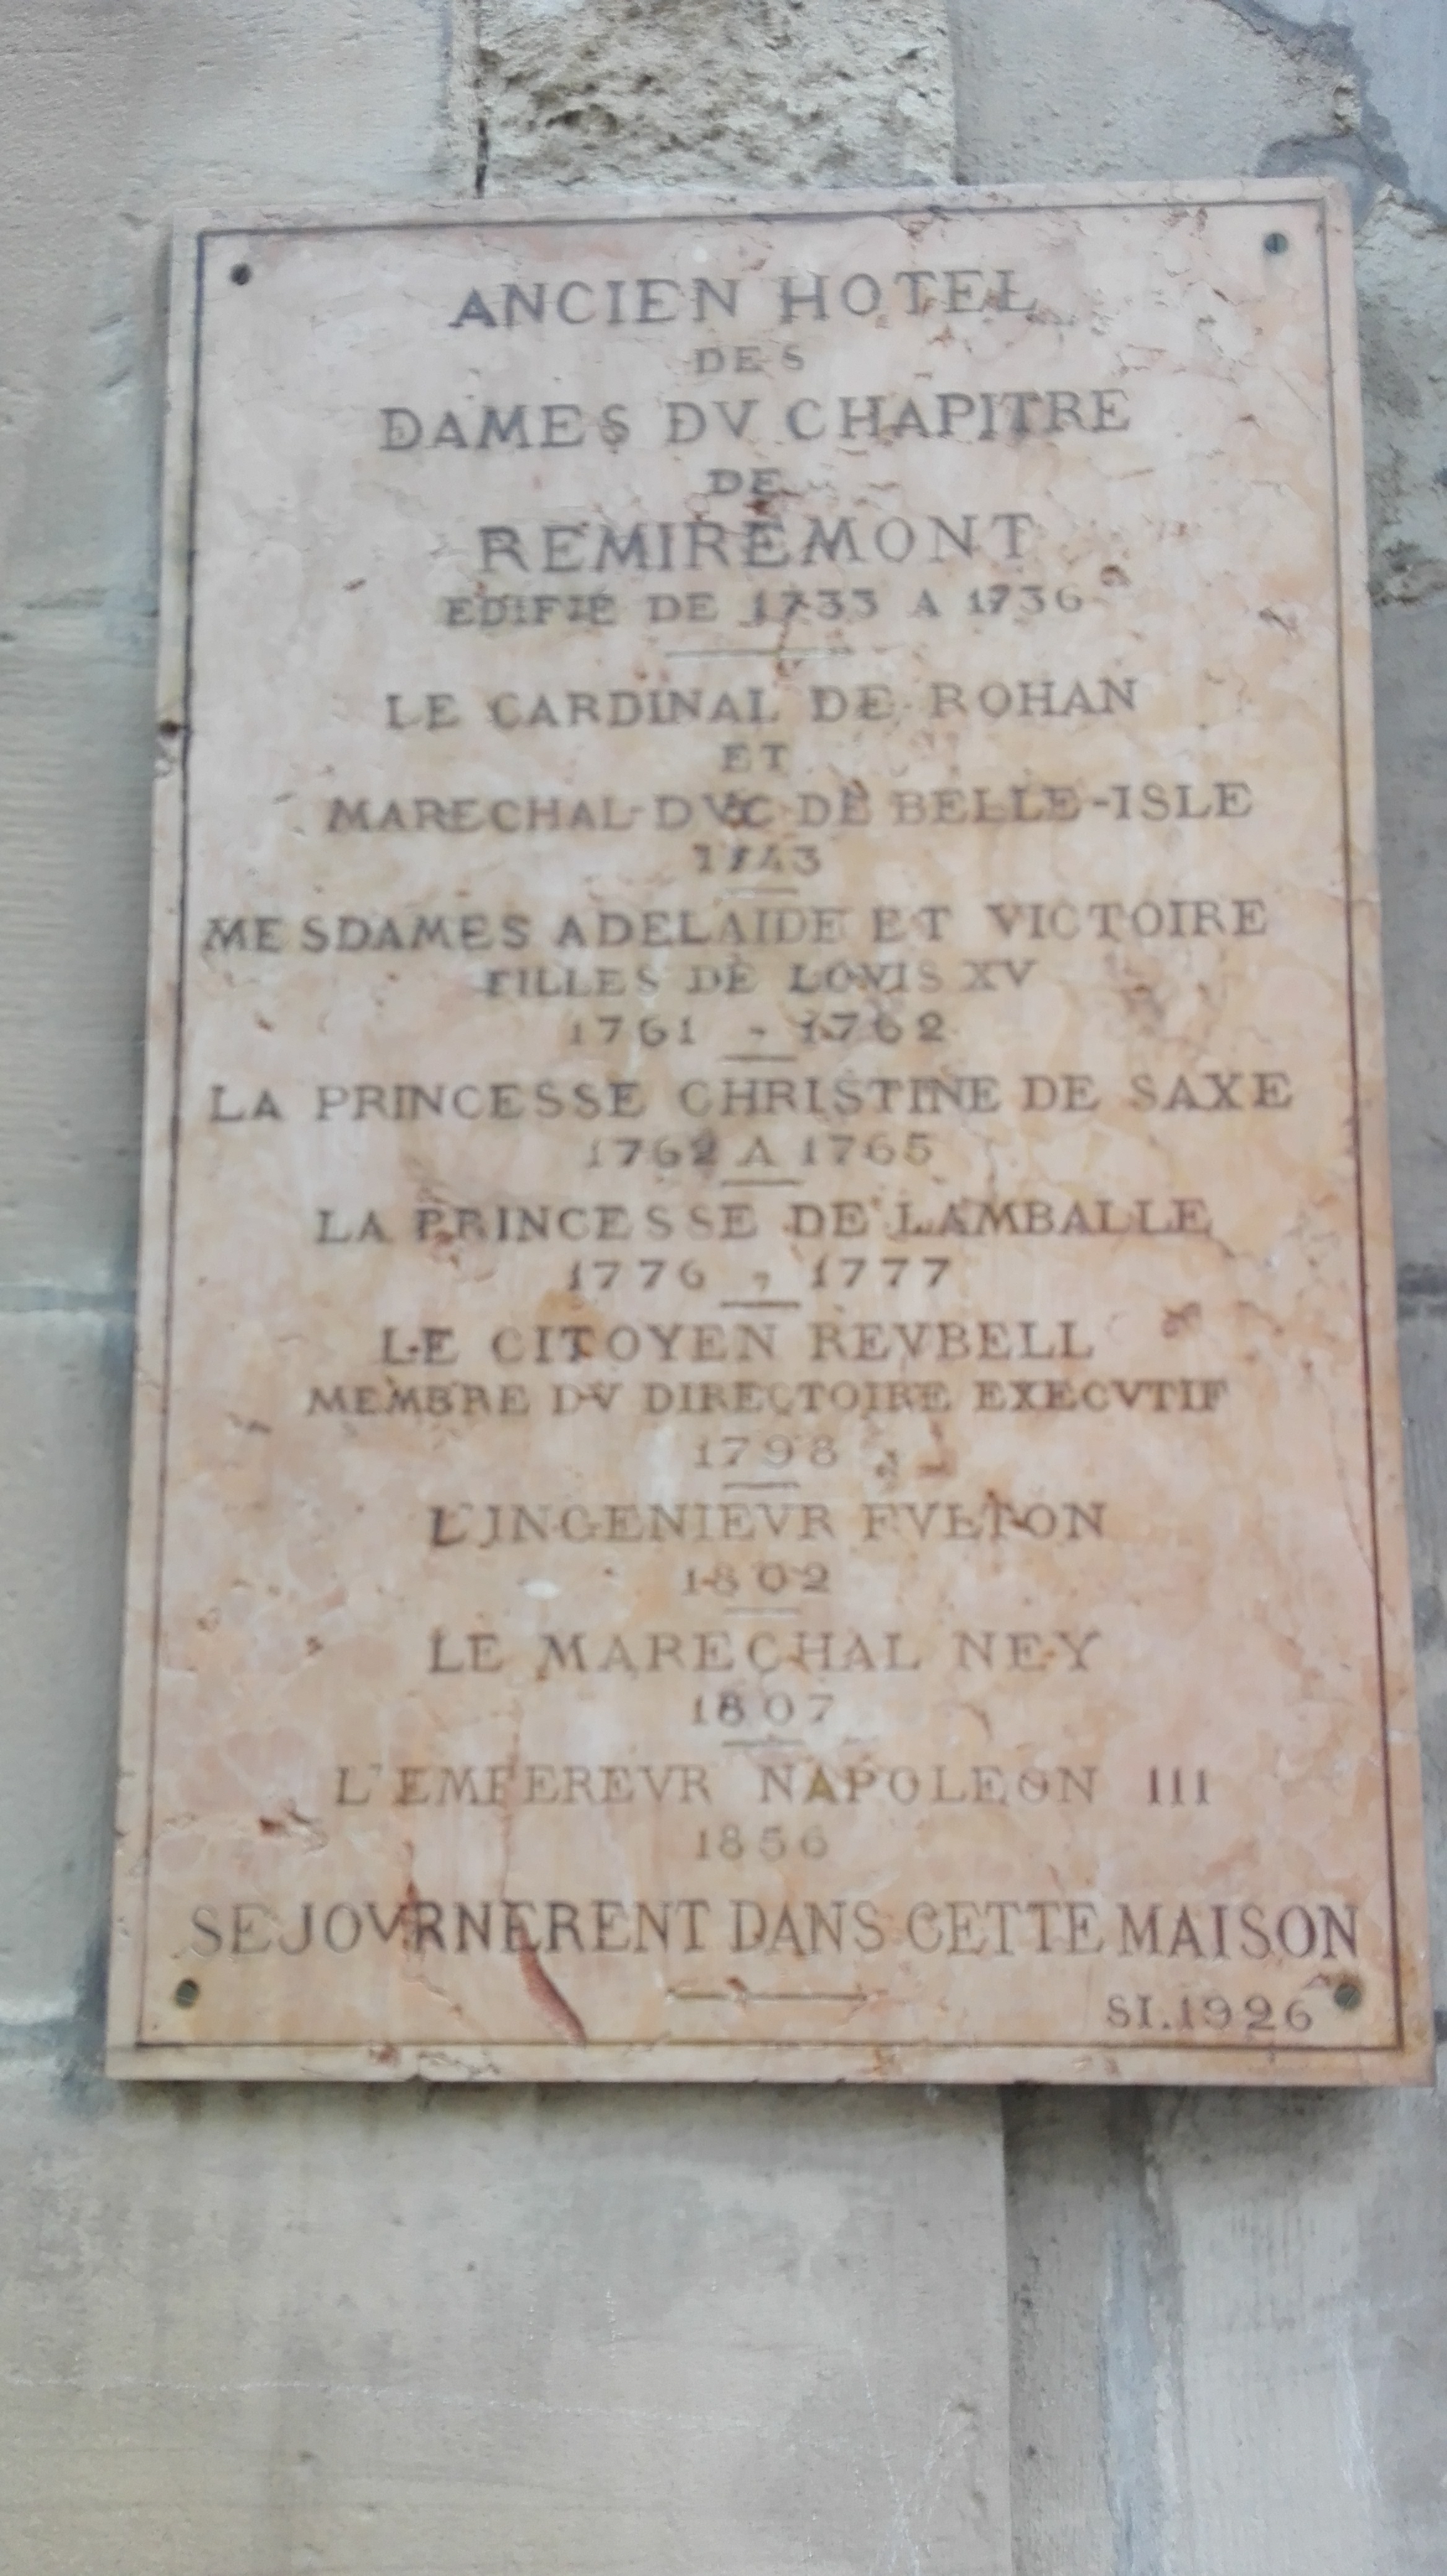 ANCIEN HOTEL
DES
DAMES DV CHAPITRE
DE
REMIREMONT
EDIFIE DE 1733 A 1736
LE CARDINAL DE ROHAN
ET
MARECHAL-DVC DE BELLE-ISLE
1743
MESDAMES ADELAIDE ET VICTOIRE
FILLES DE LOVIS XV
1761 - 1762
LA PRINCESSE CHRISTINE DE SAXE
1762 A 1765
LA PRINCESSE DE LAMBALLE
1776 - 1777
LE CITOYEN REVBELL
MEMBRE DV DIRECTOIRE EXECVTIF
1798
L'INGENIEVR FVLTON
1802
LE MARECHAL NEY
1807
L'EMPEREVR NAPOLEON III
1856
SEJOVRNERENT DANS CETTE MAISON
SI.1926